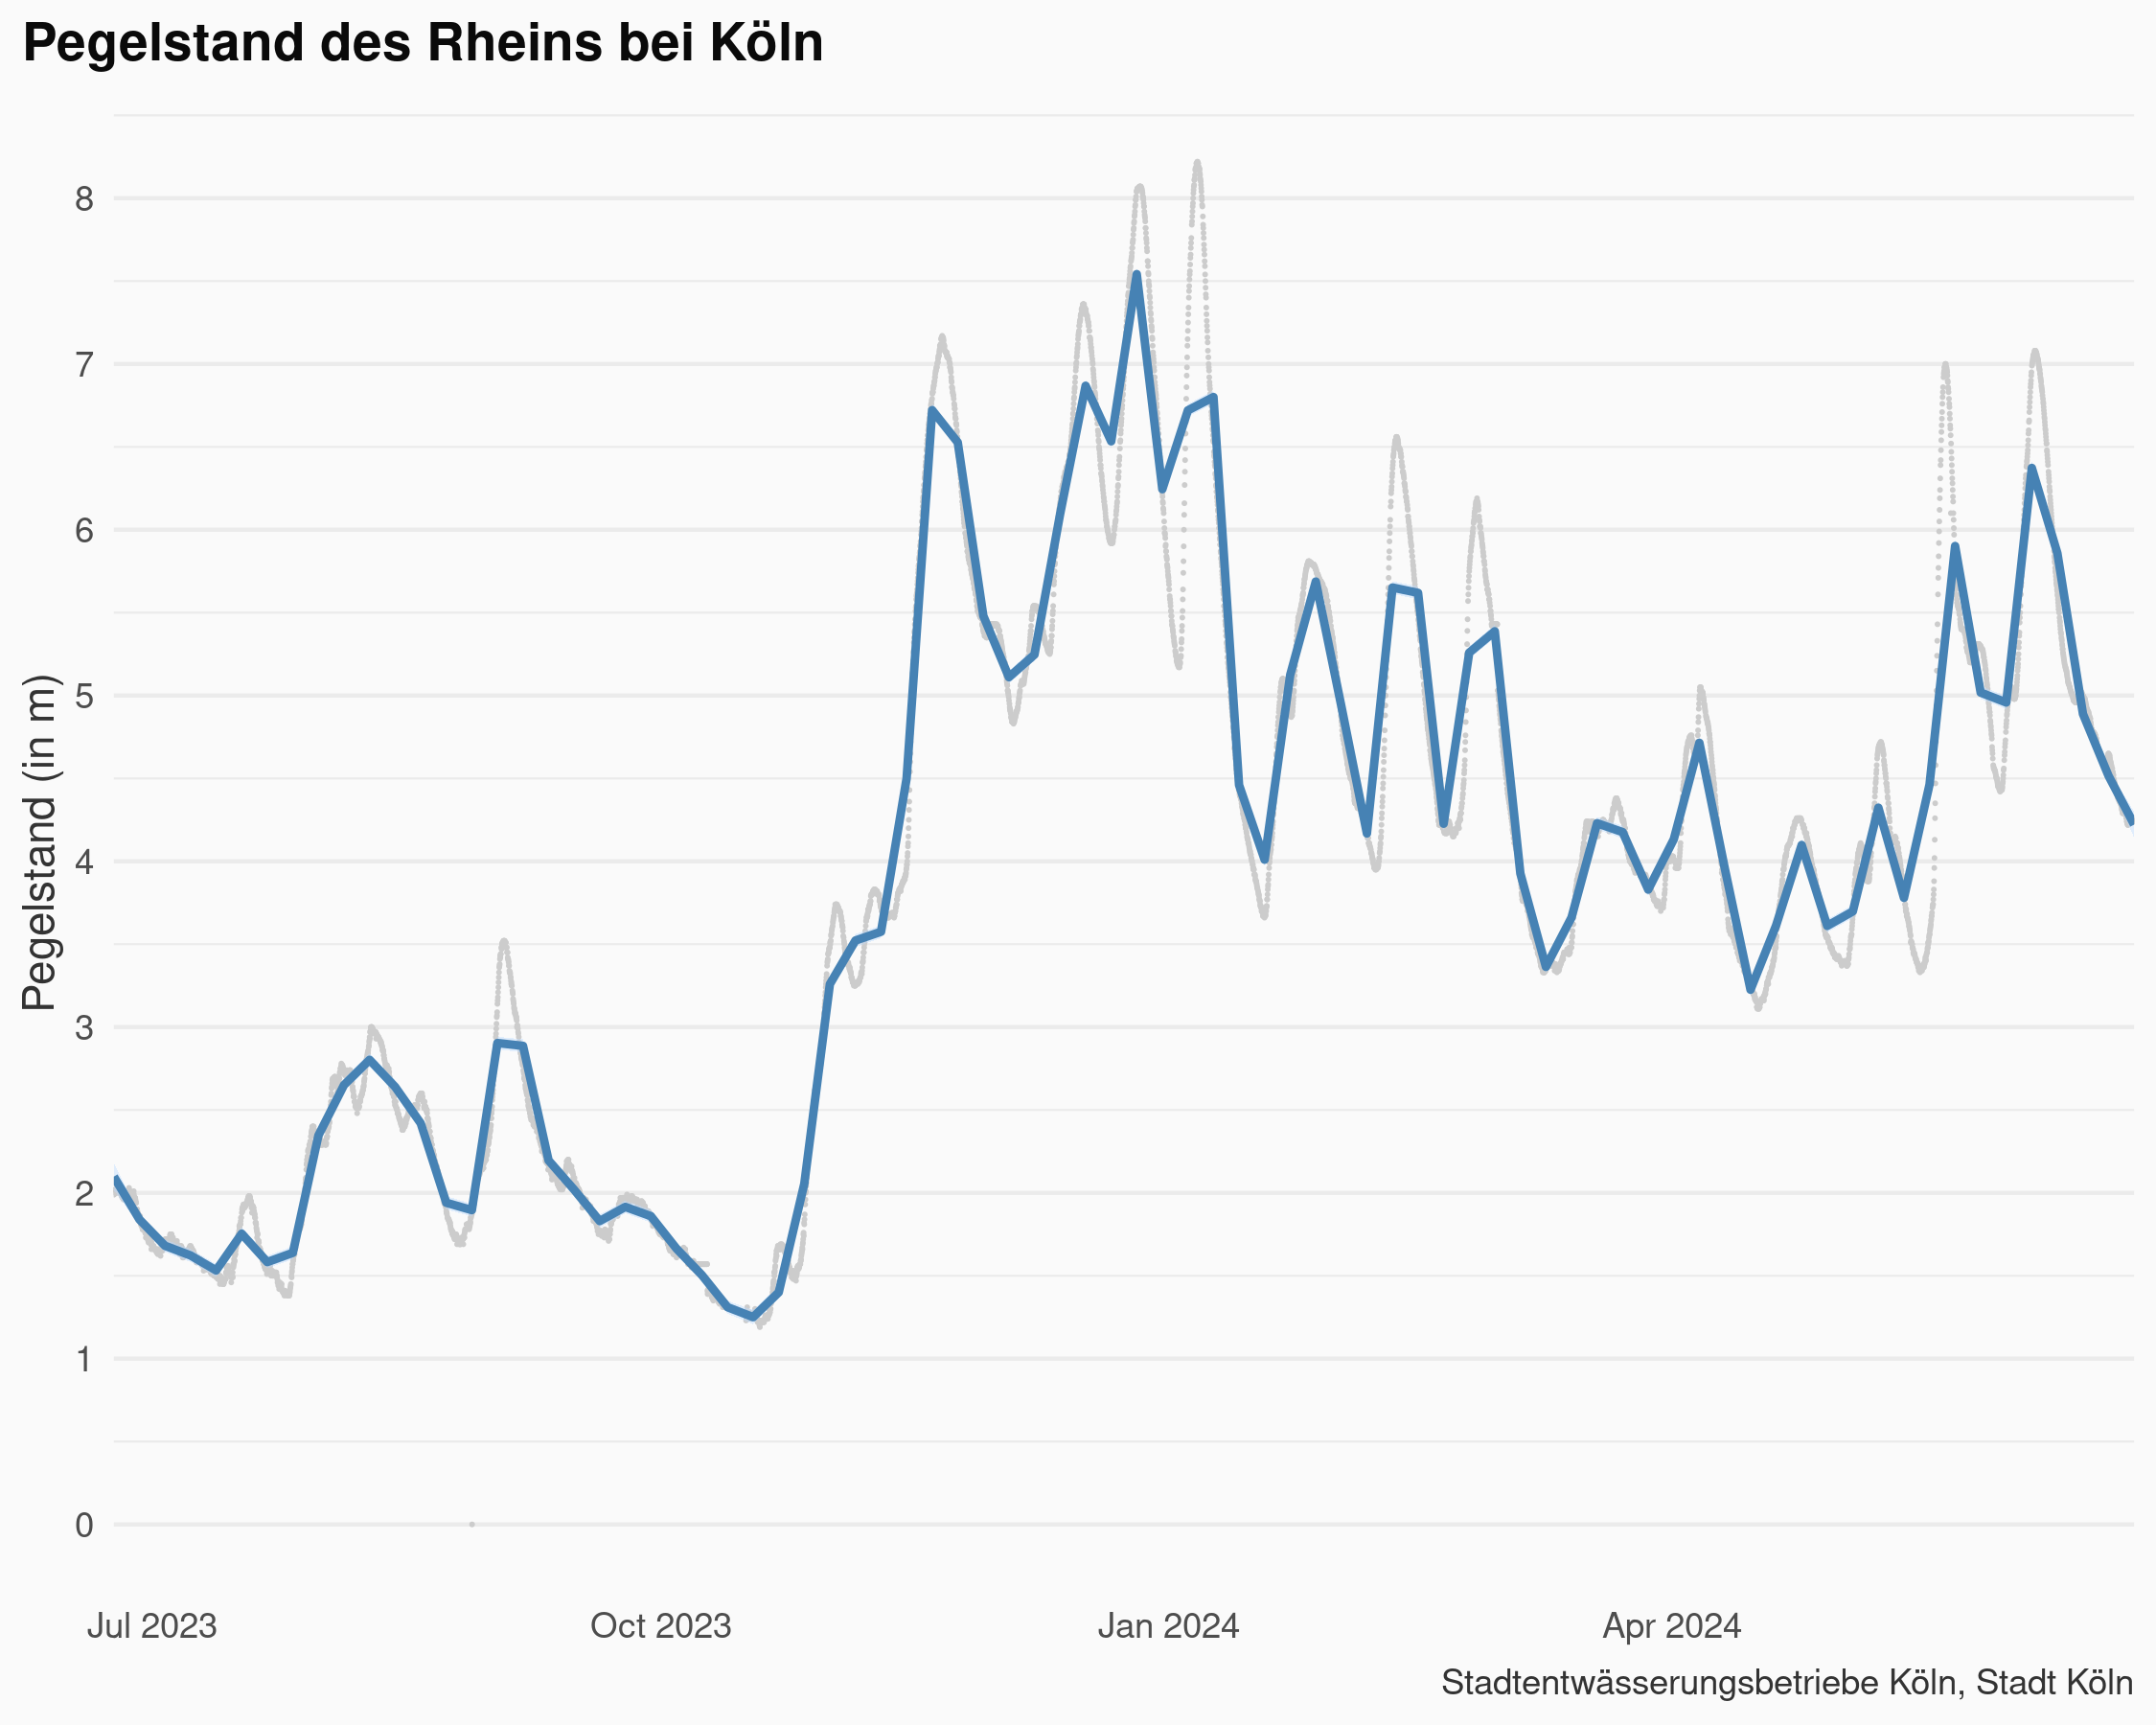 Pegelstand des Rheins bei Köln
Pegelstand (in m)
8
7
6
5
4
3
2
1
0
Jul 2023 Oct 2023 Jan 2024 Apr 2024
Stadtentwässerungsbetriebe Köln, Stadt Köln